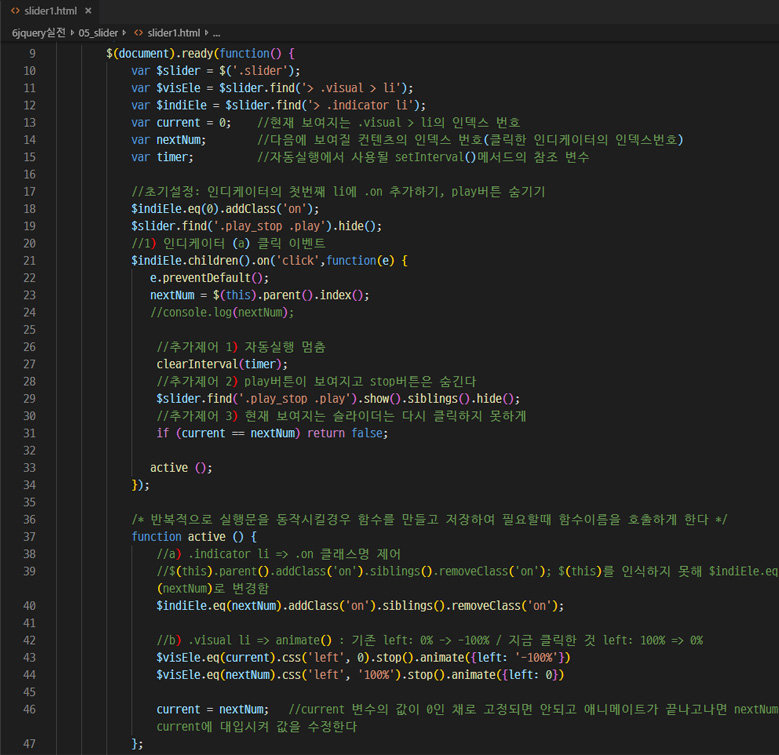 slider1.html ×
6jquery실전 > 05_slider > slider1.html > ...
9 $(document).ready(function() {
10 var $slider = $('.slider');
11 var $visEle = $slider.find('> .visual > li');
12 var $indiEle = $slider.find('> .indicator li');
13 var current = 0; //현재 보여지는 .visual > li의 인덱스 번호
14 var nextNum; //다음에 보여질 컨텐츠의 인덱스 번호(클릭한 인디케이터의 인덱스번호)
15 var timer; //자동실행에서 사용될 setInterval()메서드의 참조 변수
16
17 //초기설정: 인디케이터의 첫번째 li에 .on 추가하기, play버튼 숨기기
18 $indiEle.eq(0).addClass('on');
19 $slider.find('.play_stop .play').hide();
20 //1) 인디케이터 (a) 클릭 이벤트
21 $indiEle.children().on('click',function(e) {
22 e.preventDefault();
23 nextNum = $(this).parent().index();
24 //console.log(nextNum);
25
26 //추가제어 1) 자동실행 멈춤
27 clearInterval(timer);
28 //추가제어 2) play버튼이 보여지고 stop버튼은 숨긴다
29 $slider.find('.play_stop .play').show().siblings().hide();
30 //추가제어 3) 현재 보여지는 슬라이더는 다시 클릭하지 못하게
31 if (current == nextNum) return false;
32
33 active ();
34 });
35
36 /* 반복적으로 실행문을 동작시킬경우 함수를 만들고 저장하여 필요할때 함수이름을 호출하게 한다 */
37 function active () {
38 //a) .indicator li => .on 클래스명 제어
39 //$(this).parent().addClass('on').siblings().removeClass('on'); $(this)를 인식하지 못해 $indiEle.eq
(nextNum)로 변경함
40 $indiEle.eq(nextNum).addClass('on').siblings().removeClass('on');
41
42 //b) .visual li => animate() : 기존 left: 0% -> -100% / 지금 클릭한 것 left: 100% => 0%
43 $visEle.eq(current).css('left', 0).stop().animate({left: '-100%'})
44 $visEle.eq(nextNum).css('left', '100%').stop().animate({left: 0})
45
46 current = nextNum; //current 변수의 값이 0인 채로 고정되면 안되고 애니메이트가 끝나고나면 nextNum
current에 대입시켜 값을 수정한다
47 };